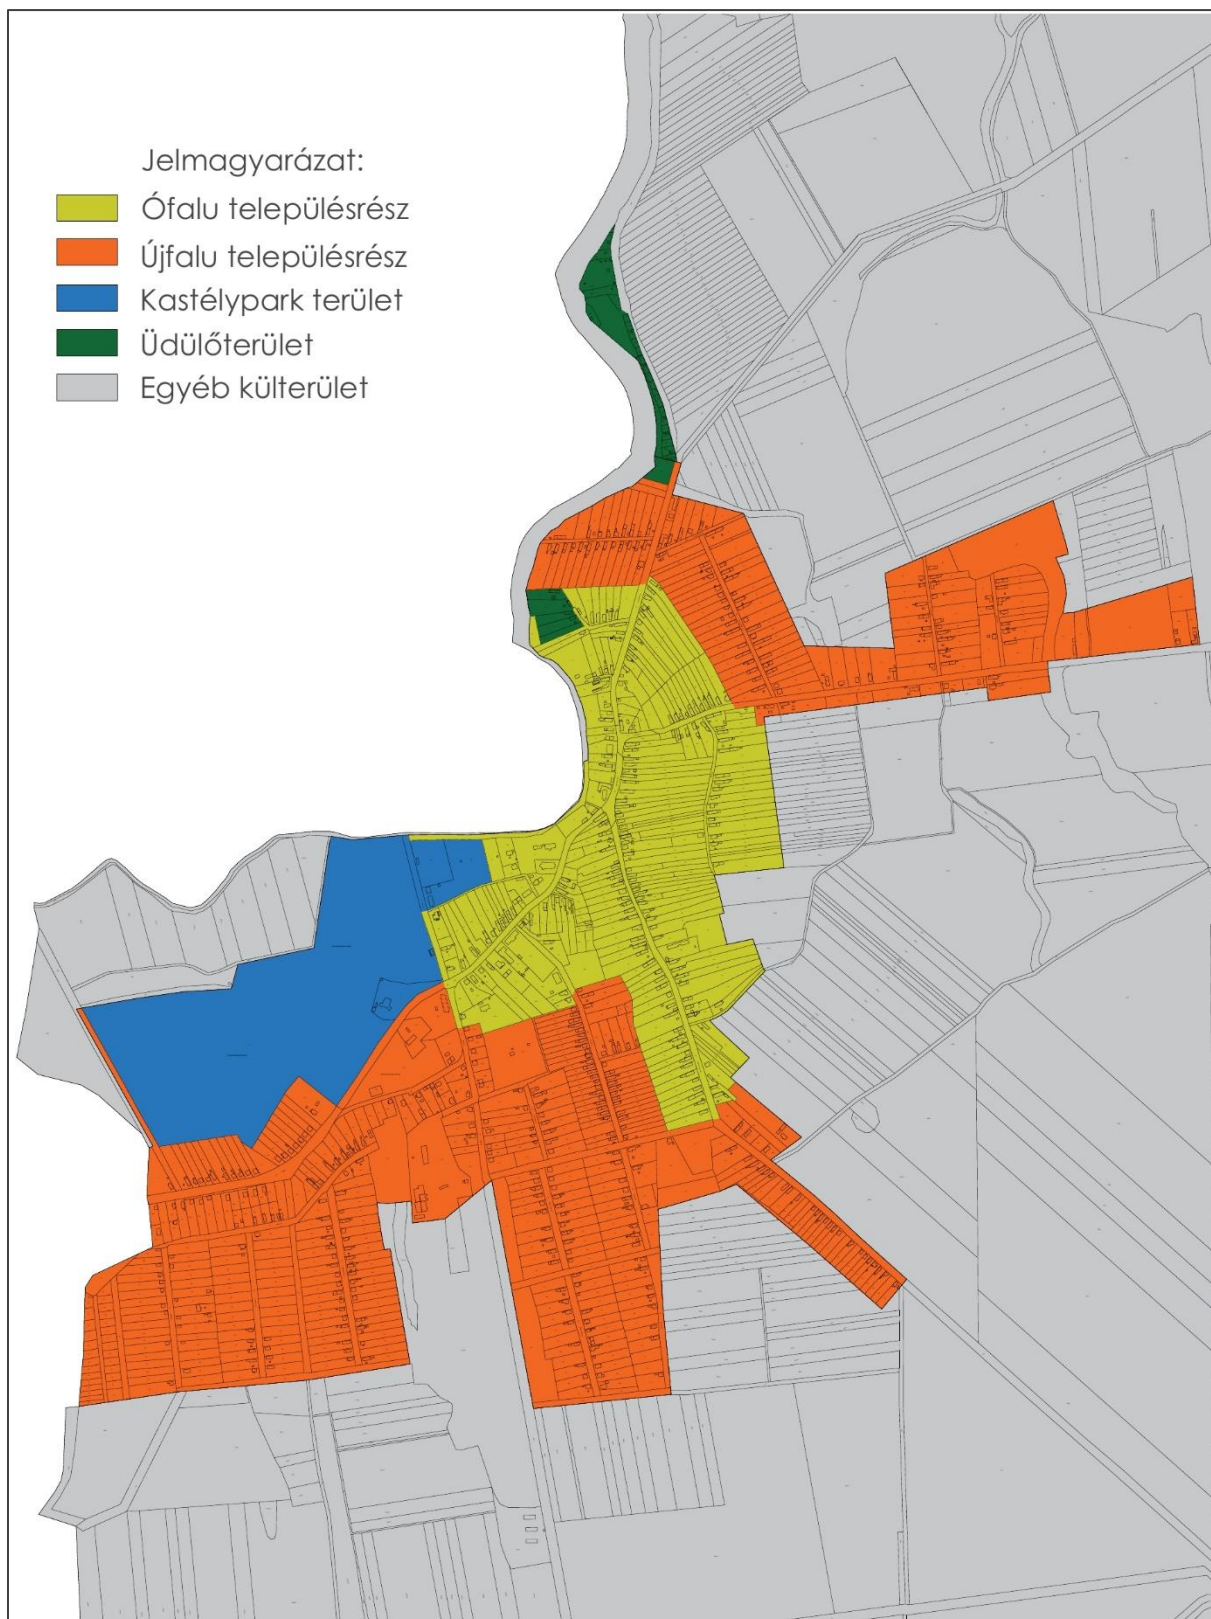 Jelmagyarázat:
Ófalu településrész
Újfalu településrész
Kastélypark terület
Üdülőterület
Egyéb külterület